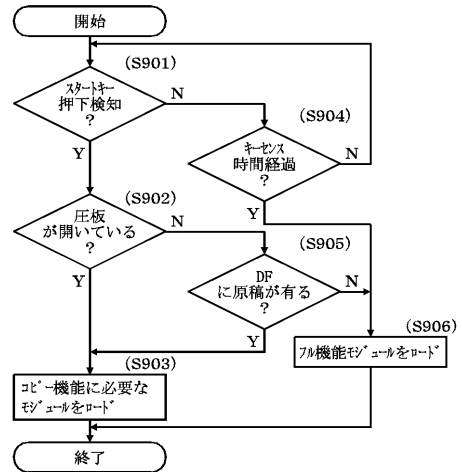 開始
(S901)
ｽﾀｰﾄｷｰ
押下検知
?
N
(S904)
Y
ｷｰｾﾝｽ
時間経過
?
N
Y
(S902)
圧板
が開いている
?
N
(S905)
Y
DF
に原稿が有る
?
N
Y
(S906)
ﾌﾙ機能ﾓｼﾞｭｰﾙをﾛｰﾄﾞ
(S903)
ｺﾋﾟｰ機能に必要な
ﾓｼﾞｭｰﾙをﾛｰﾄﾞ
終了